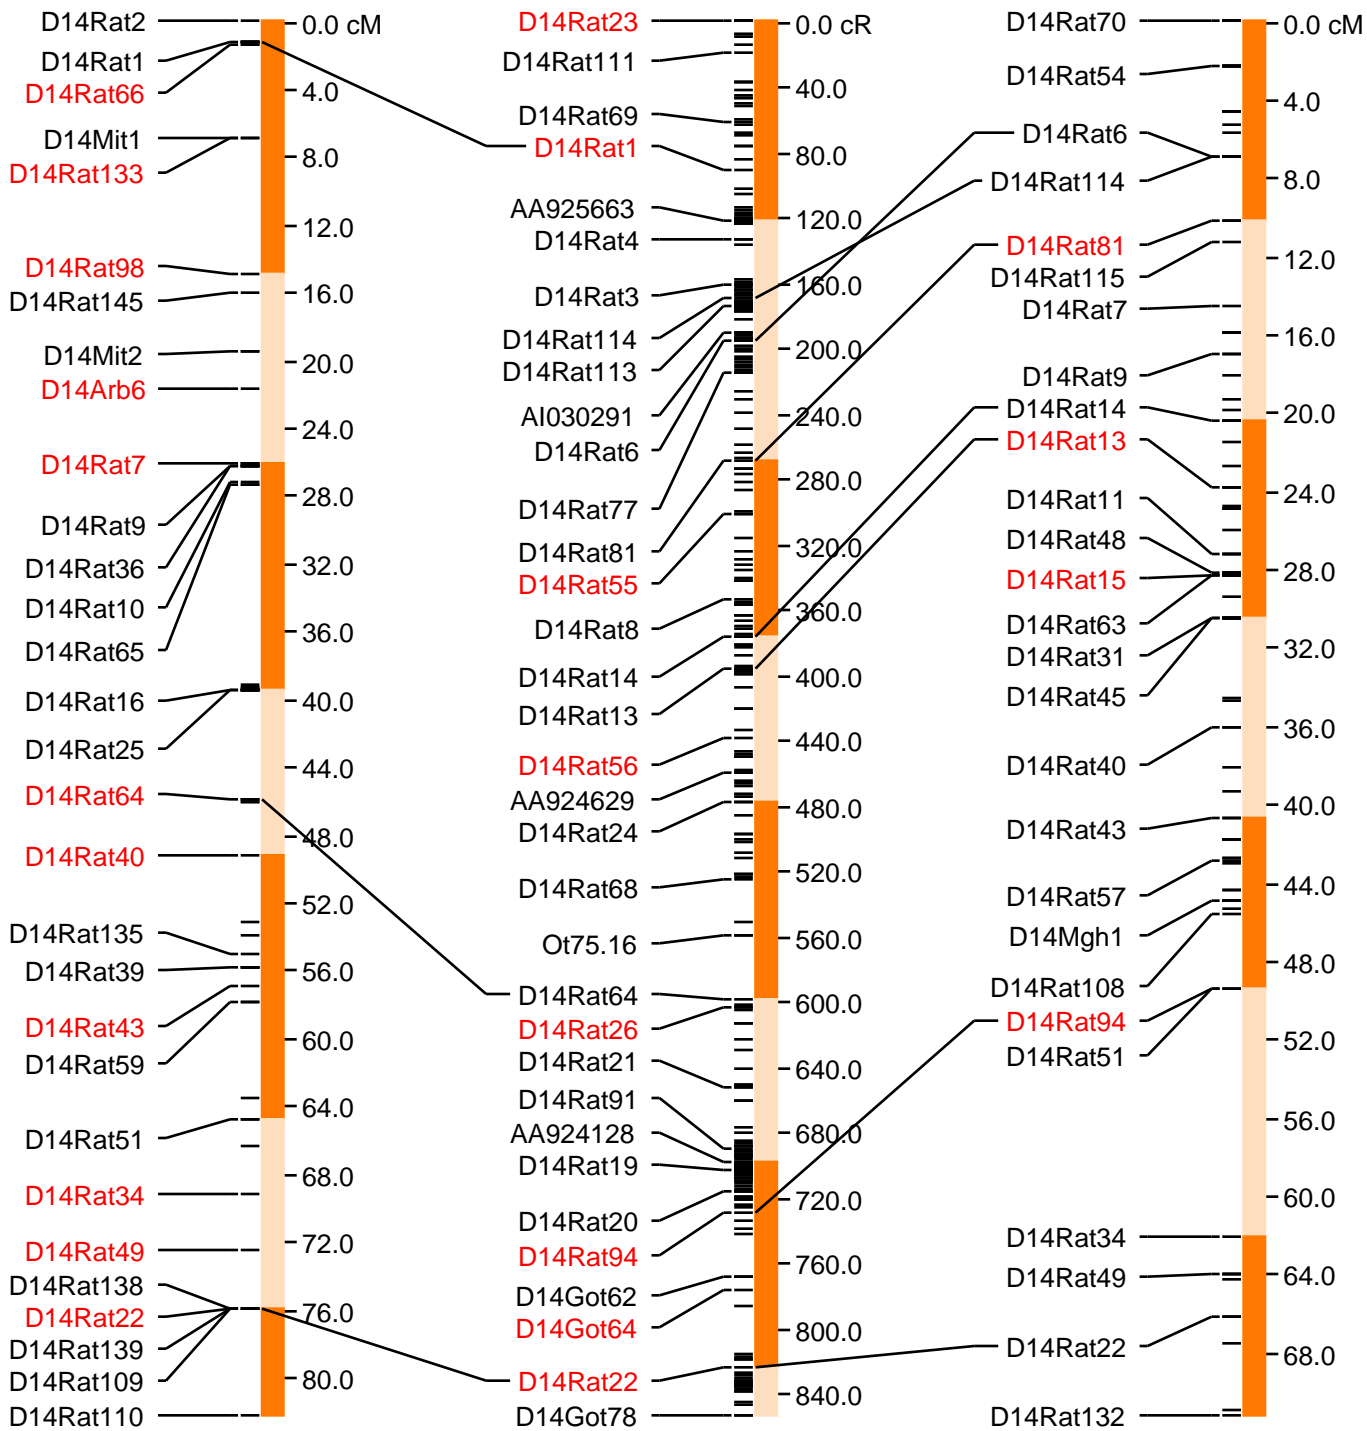 D14Rat2
D14Rat1
D14Rat66
D14Mit1
D14Rat133
D14Rat98
D14Rat145
D14Mit2
D14Arb6
D14Rat7
D14Rat9
D14Rat36
D14Rat10
D14Rat65
D14Rat16
D14Rat25
D14Rat64
D14Rat40
D14Rat135
D14Rat39
D14Rat43
D14Rat59
D14Rat51
D14Rat34
D14Rat49
D14Rat138
D14Rat22
D14Rat139
D14Rat109
D14Rat110
0.0 cM
4.0
8.0
12.0
16.0
20.0
24.0
28.0
32.0
36.0
40.0
44.0
48.0
52.0
56.0
60.0
64.0
68.0
72.0
76.0
80.0
D14Rat23
D14Rat111
D14Rat69
D14Rat1
AA925663
D14Rat4
D14Rat3
D14Rat114
D14Rat113
AI030291
D14Rat6
D14Rat77
D14Rat81
D14Rat55
D14Rat8
D14Rat14
D14Rat13
D14Rat56
AA924629
D14Rat24
D14Rat68
Ot75.16
D14Rat64
D14Rat26
D14Rat21
D14Rat91
AA924128
D14Rat19
D14Rat20
D14Rat94
D14Got62
D14Got64
D14Rat22
D14Got78
0.0 cR
40.0
80.0
120.0
160.0
200.0
240.0
280.0
320.0
360.0
400.0
440.0
480.0
520.0
560.0
600.0
640.0
680.0
720.0
760.0
800.0
840.0
D14Rat70
D14Rat54
D14Rat6
D14Rat114
D14Rat81
D14Rat115
D14Rat7
D14Rat9
D14Rat14
D14Rat13
D14Rat11
D14Rat48
D14Rat15
D14Rat63
D14Rat31
D14Rat45
D14Rat40
D14Rat43
D14Rat57
D14Mgh1
D14Rat108
D14Rat94
D14Rat51
D14Rat34
D14Rat49
D14Rat22
D14Rat132
0.0 cM
4.0
8.0
12.0
16.0
20.0
24.0
28.0
32.0
36.0
40.0
44.0
48.0
52.0
56.0
60.0
64.0
68.0